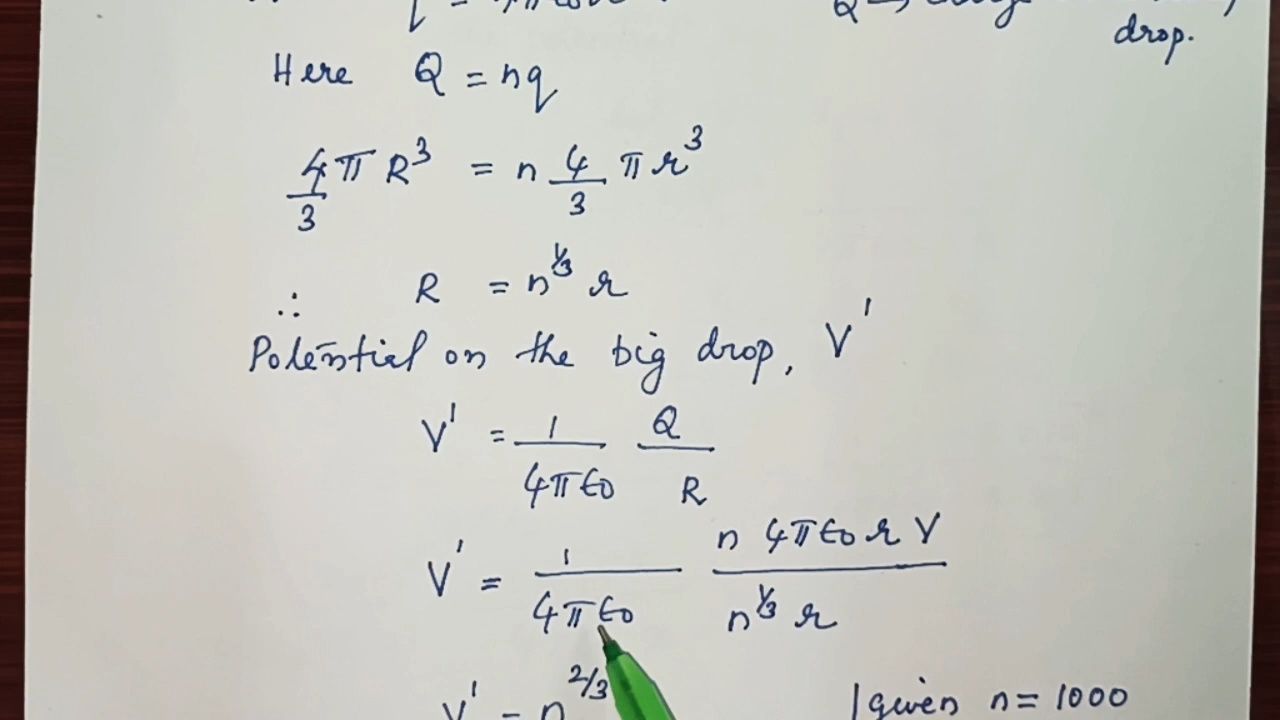 drop.
Here Q = nq
4/3 π R³ = n 4/3 π r³
∴ R = n^1/3 r
Potential on the big drop, V'
V' = 1/4πε0 Q/R
V' = 1/4πε0 n 4πε0 r V/n^1/3 r
V' = n^2/3 | given n = 1000